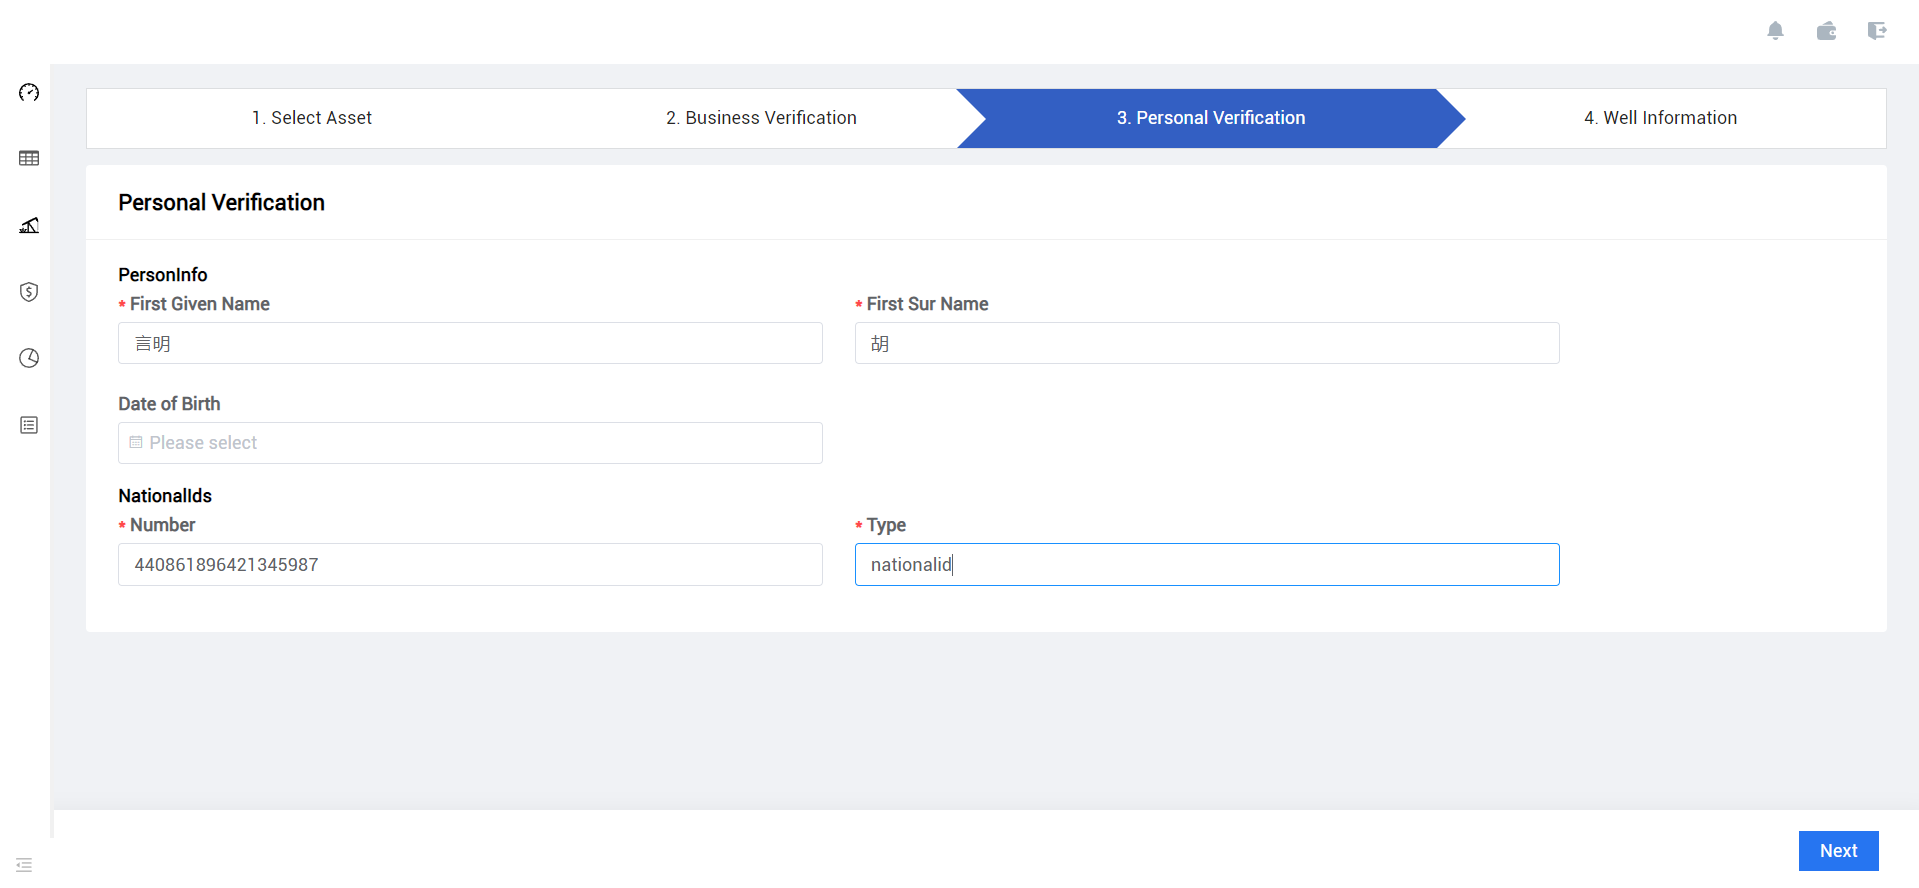 1. Select Asset
2. Business Verification
3. Personal Verification
4. Well Information
Personal Verification
PersonInfo
* First Given Name
* First Sur Name
言明
胡
Date of Birth
Please select
NationalIds
* Number
* Type
440861896421345987
nationalid
Next